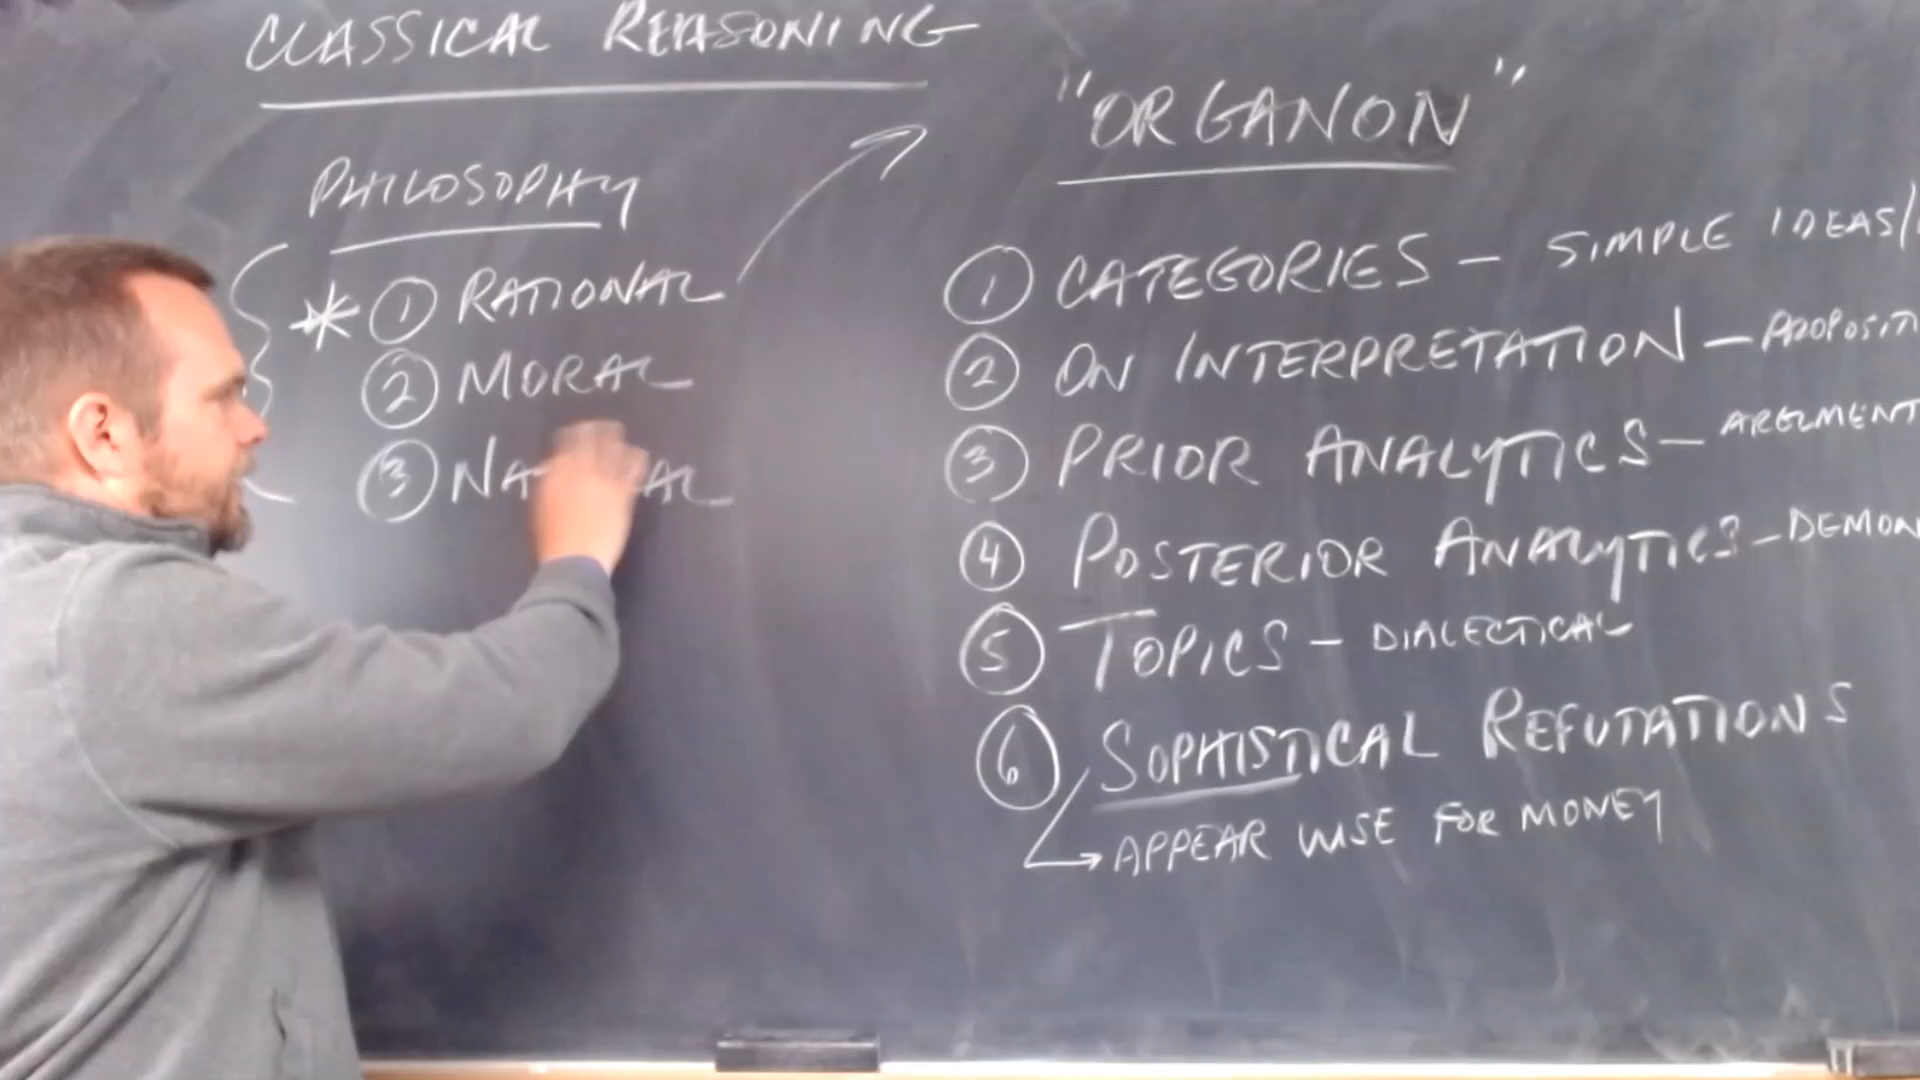 CLASSICAL REASONING
PHILOSOPHY
* ① RATIONAL
② MORAL
③ NATURAL
"ORGANON"
① CATEGORIES – SIMPLE IDEAS/
② ON INTERPRETATION – PROPOSITI
③ PRIOR ANALYTICS – ARGUMENT
④ POSTERIOR ANALYTICS – DEMON
⑤ TOPICS – DIALECTICAL
⑥ SOPHISTICAL REFUTATIONS
→ APPEAR WISE FOR MONEY